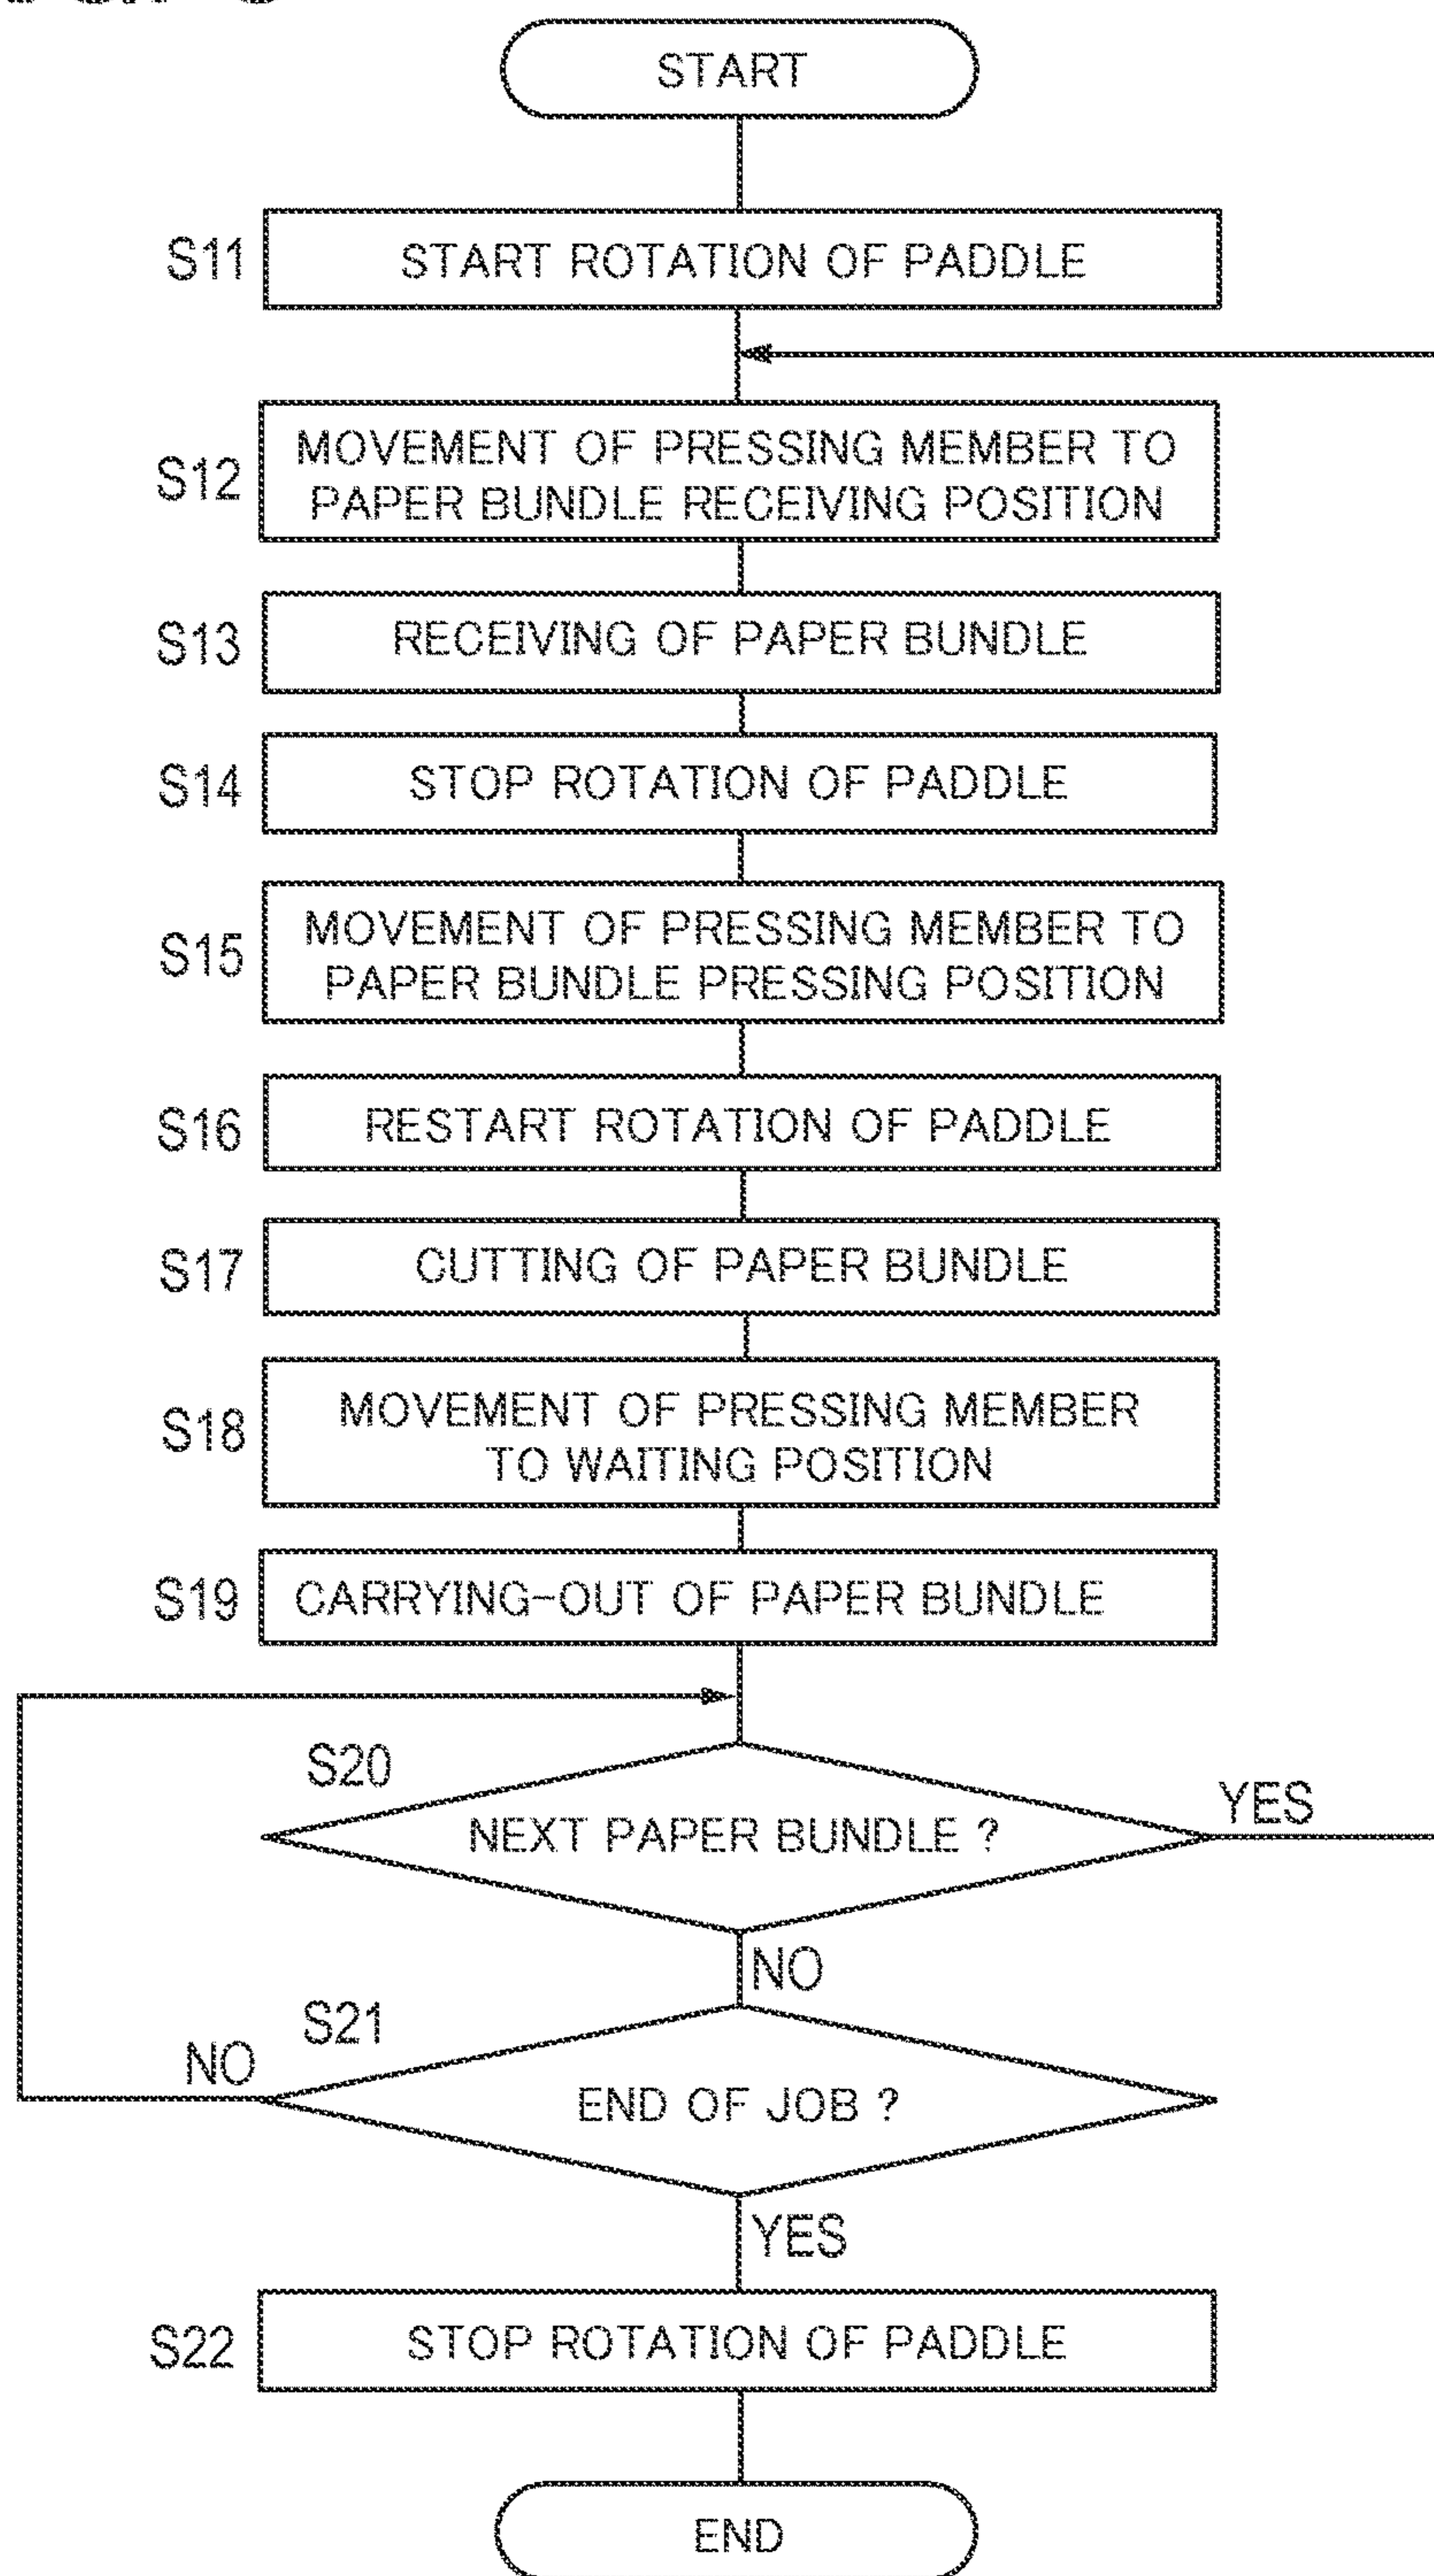 START
S11
START ROTATION OF PADDLE
S12
MOVEMENT OF PRESSING MEMBER TO
PAPER BUNDLE RECEIVING POSITION
S13
RECEIVING OF PAPER BUNDLE
S14
STOP ROTATION OF PADDLE
S15
MOVEMENT OF PRESSING MEMBER TO
PAPER BUNDLE PRESSING POSITION
S16
RESTART ROTATION OF PADDLE
S17
CUTTING OF PAPER BUNDLE
S18
MOVEMENT OF PRESSING MEMBER
TO WAITING POSITION
S19
CARRYING-OUT OF PAPER BUNDLE
S20
NEXT PAPER BUNDLE ?
YES
NO
S21
NO
END OF JOB ?
YES
S22
STOP ROTATION OF PADDLE
END